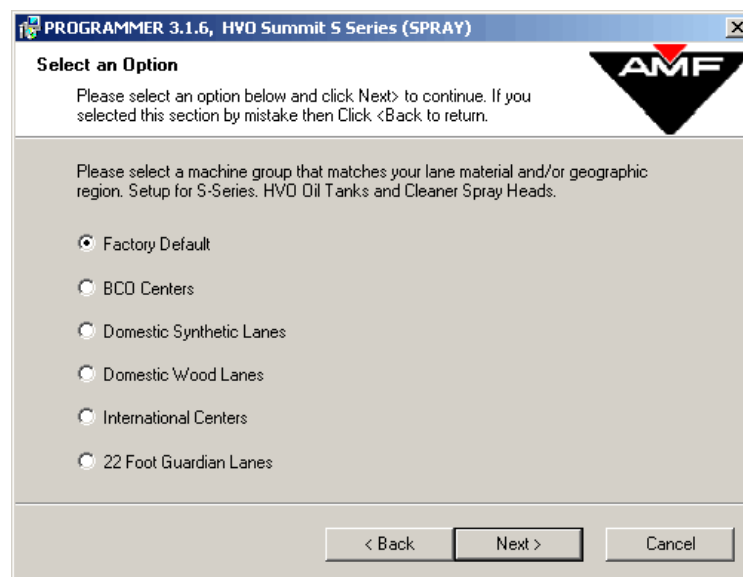 PROGRAMMER 3.1.6, HVO Summit S Series (SPRAY)
Select an Option
AMF
Please select an option below and click Next> to continue. If you
selected this section by mistake then Click <Back to return.
Please select a machine group that matches your lane material and/or geographic
region. Setup for S-Series. HVO Oil Tanks and Cleaner Spray Heads.
Factory Default
BCO Centers
Domestic Synthetic Lanes
Domestic Wood Lanes
International Centers
22 Foot Guardian Lanes
< Back
Next >
Cancel